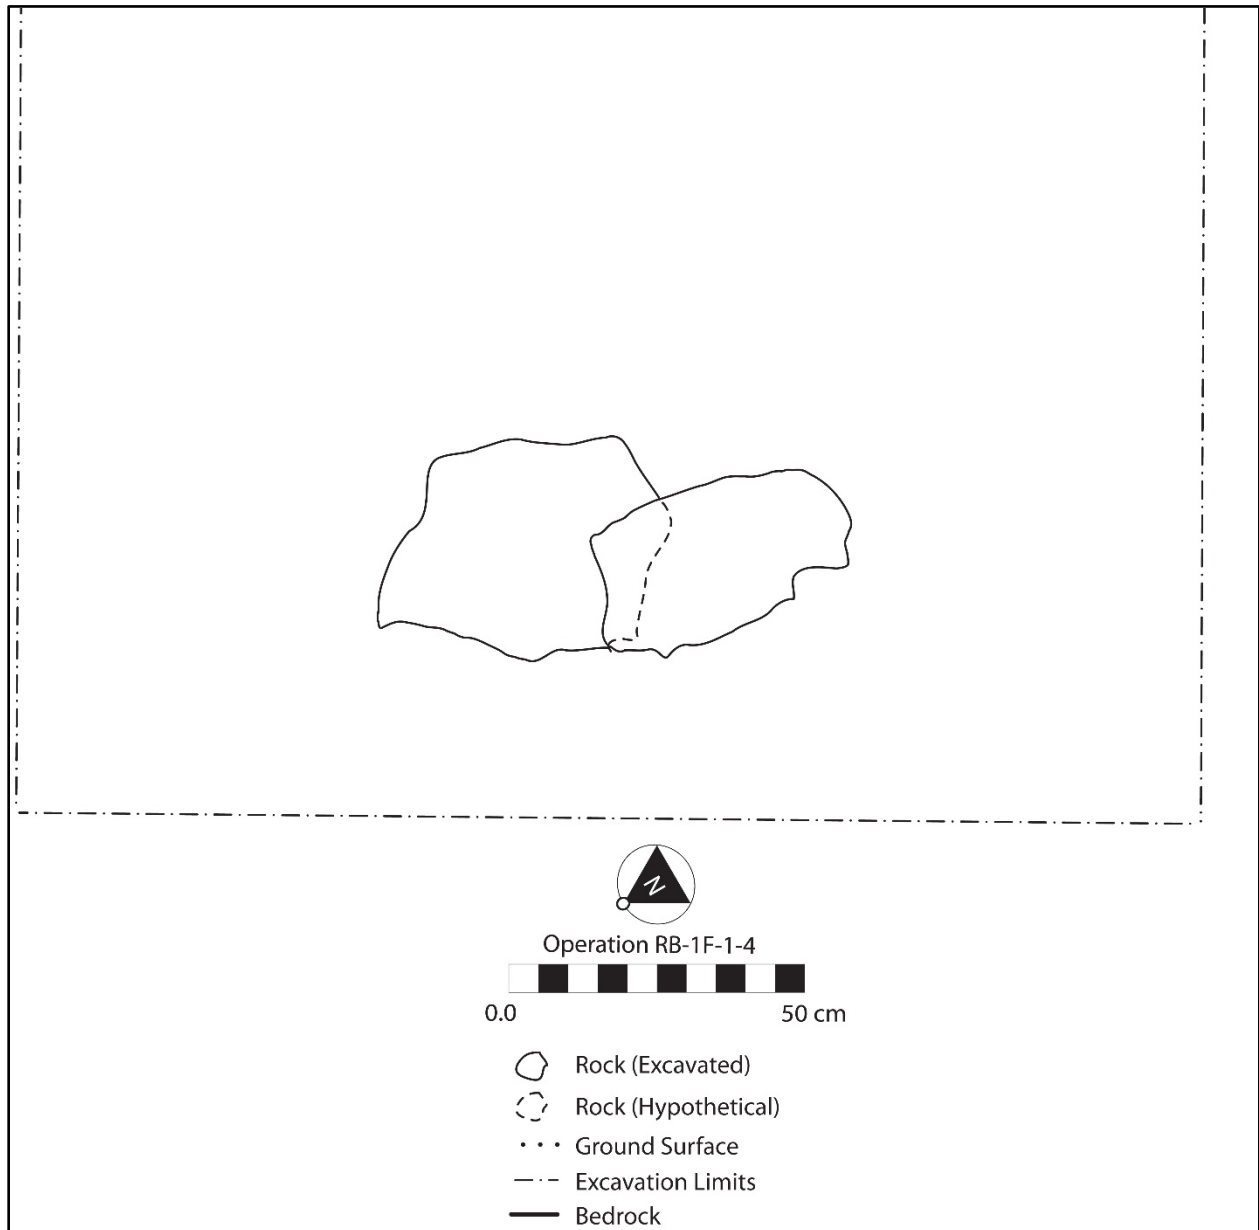 N
Operation RB-1F-1-4
0.0 50 cm
Rock (Excavated)
Rock (Hypothetical)
Ground Surface
Excavation Limits
Bedrock